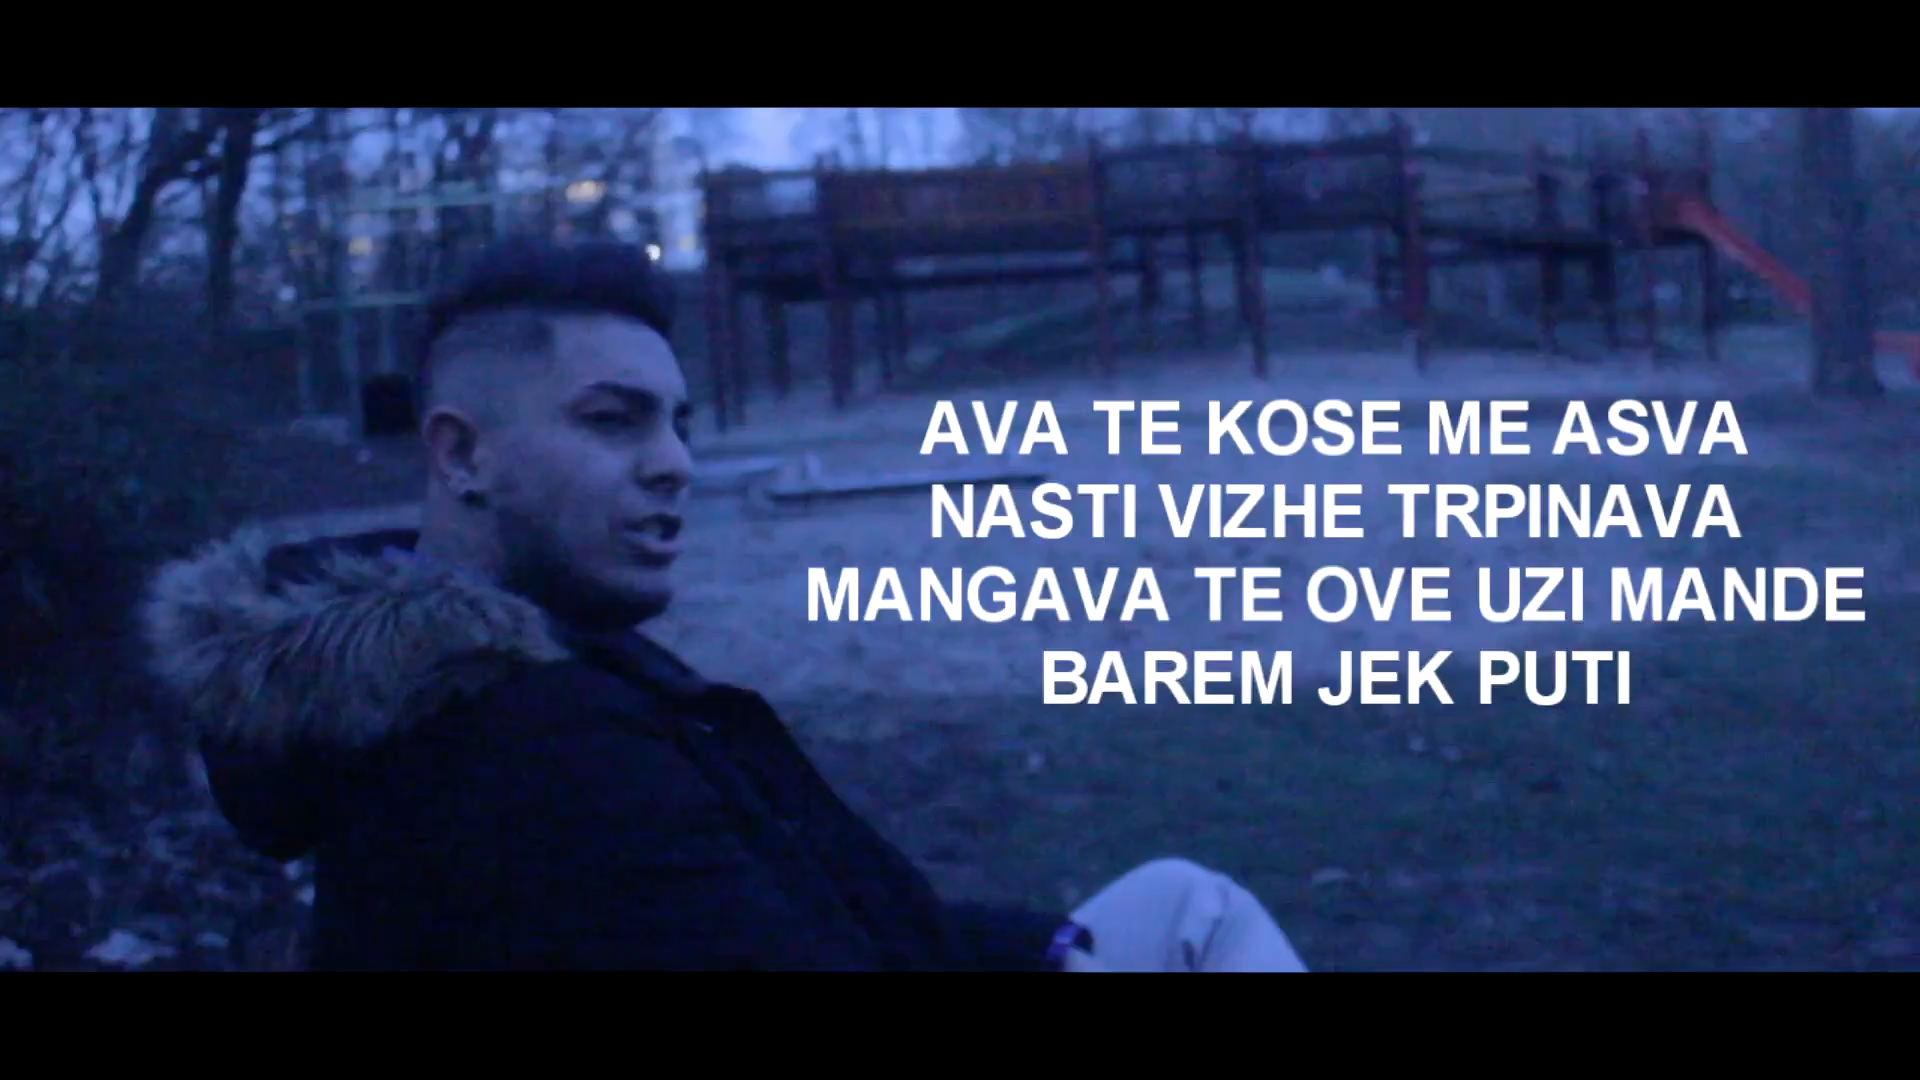 AVA TE KOSE ME ASVA
NASTI VIZHE TRPINAVA
MANGAVA TE OVE UZI MANDE
BAREM JEK PUTI